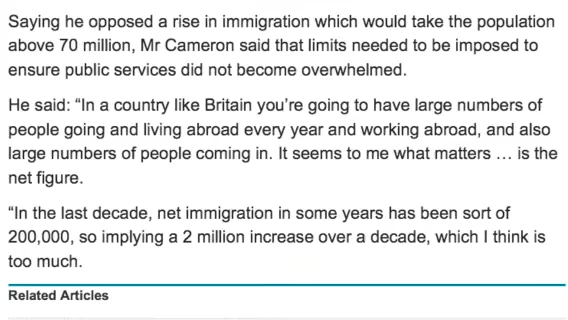 Saying he opposed a rise in immigration which would take the population
above 70 million, Mr Cameron said that limits needed to be imposed to
ensure public services did not become overwhelmed.
He said: “In a country like Britain you’re going to have large numbers of
people going and living abroad every year and working abroad, and also
large numbers of people coming in. It seems to me what matters … is the
net figure.
“In the last decade, net immigration in some years has been sort of
200,000, so implying a 2 million increase over a decade, which I think is
too much.
Related Articles